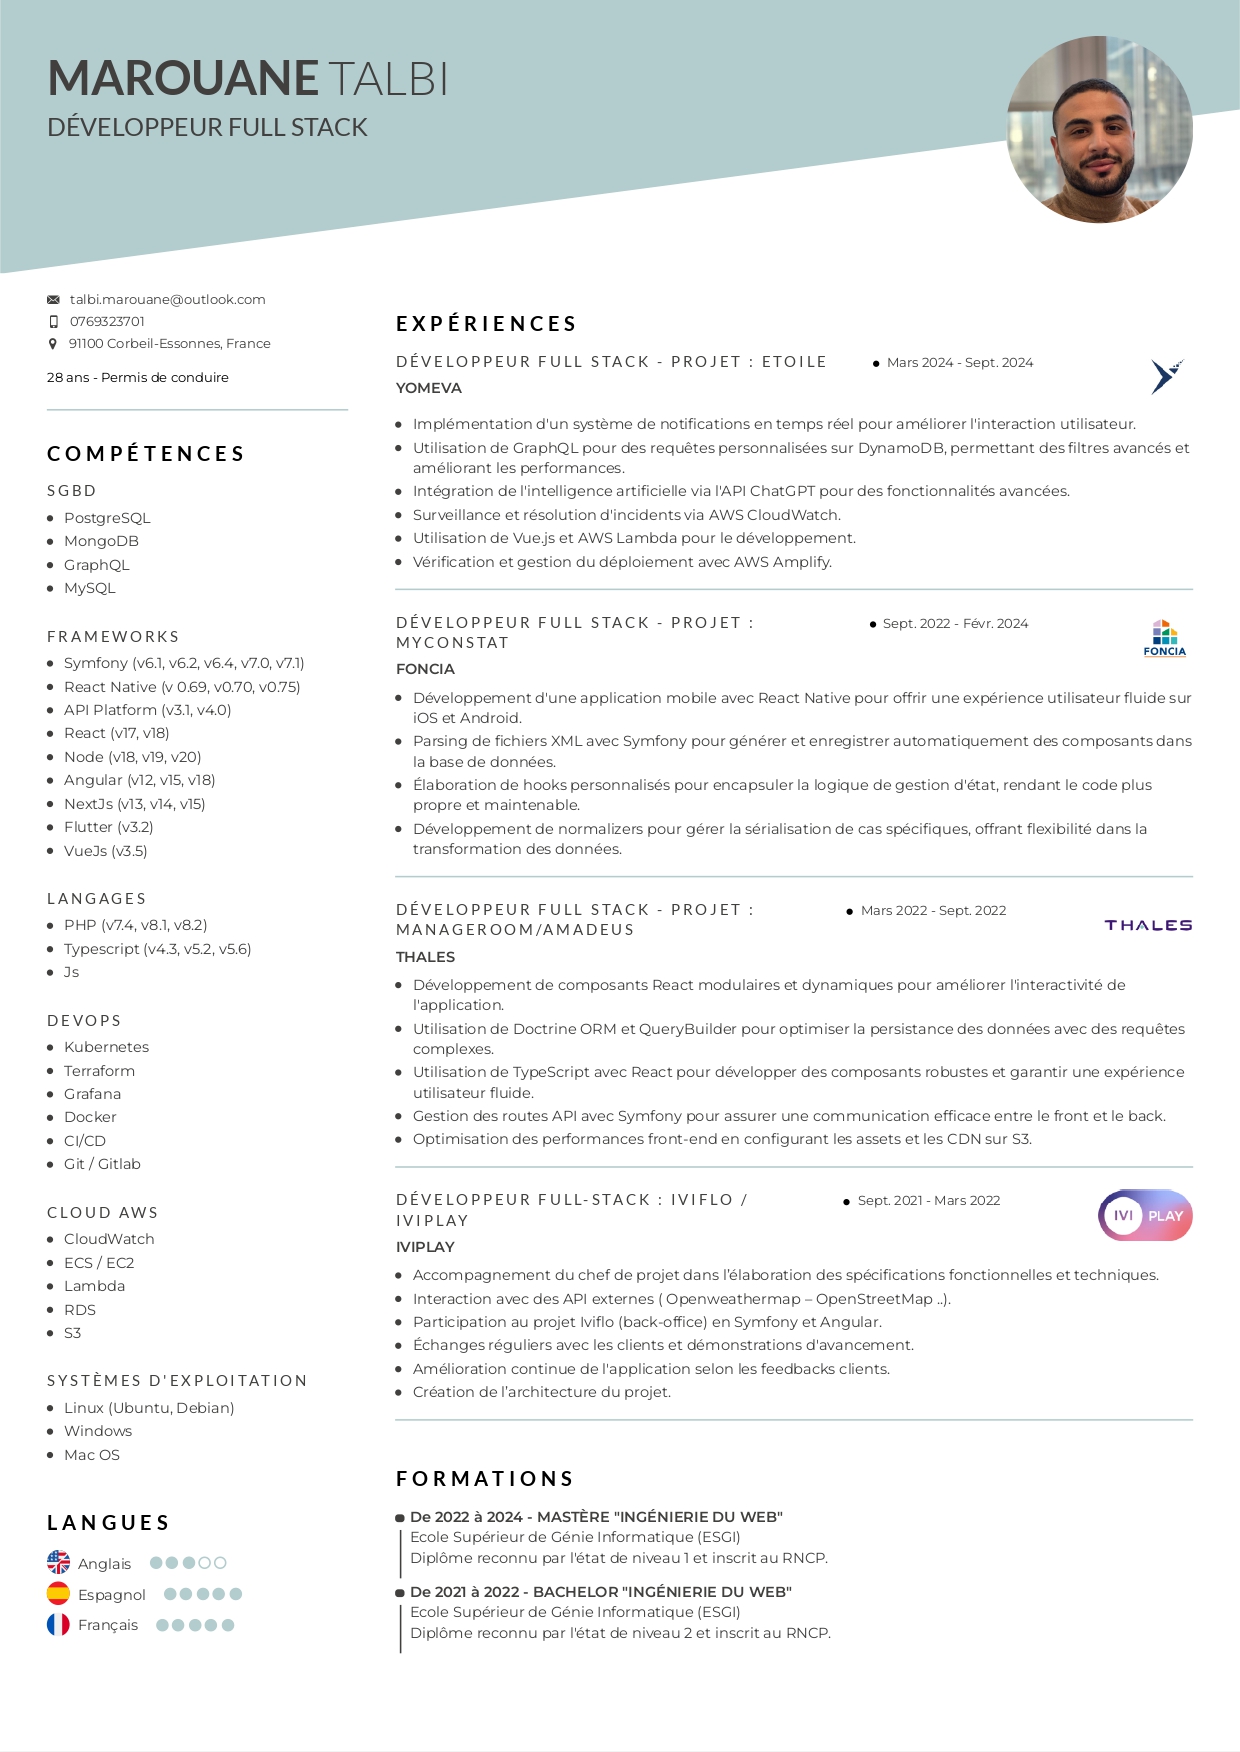 MAROUANE TALBI
DÉVELOPPEUR FULL STACK
talbi.marouane@outlook.com
0769323701
91100 Corbeil-Essonnes, France
28 ans - Permis de conduire
COMPÉTENCES
SGBD
PostgreSQL
MongoDB
GraphQL
MySQL
FRAMEWORKS
Symfony (v6.1, v6.2, v6.4, v7.0, v7.1)
React Native (v 0.69, v0.70, v0.75)
API Platform (v3.1, v4.0)
React (v17, v18)
Node (v18, v19, v20)
Angular (v12, v15, v18)
NextJs (v13, v14, v15)
Flutter (v3.2)
VueJs (v3.5)
LANGAGES
PHP (v7.4, v8.1, v8.2)
Typescript (v4.3, v5.2, v5.6)
Js
DEVOPS
Kubernetes
Terraform
Grafana
Docker
CI/CD
Git / Gitlab
CLOUD AWS
CloudWatch
ECS / EC2
Lambda
RDS
S3
SYSTÈMES D'EXPLOITATION
Linux (Ubuntu, Debian)
Windows
Mac OS
LANGUES
Anglais
Espagnol
Français
EXPÉRIENCES
DÉVELOPPEUR FULL STACK - PROJET : ETOILE
Mars 2024 - Sept. 2024
YOMEVA
Implémentation d'un système de notifications en temps réel pour améliorer l'interaction utilisateur.
Utilisation de GraphQL pour des requêtes personnalisées sur DynamoDB, permettant des filtres avancés et
améliorant les performances.
Intégration de l'intelligence artificielle via l'API ChatGPT pour des fonctionnalités avancées.
Surveillance et résolution d'incidents via AWS CloudWatch.
Utilisation de Vue.js et AWS Lambda pour le développement.
Vérification et gestion du déploiement avec AWS Amplify.
DÉVELOPPEUR FULL STACK - PROJET :
MYCONSTAT
Sept. 2022 - Févr. 2024
FONCIA
FONCIA
Développement d'une application mobile avec React Native pour offrir une expérience utilisateur fluide sur
iOS et Android.
Parsing de fichiers XML avec Symfony pour générer et enregistrer automatiquement des composants dans
la base de données.
Élaboration de hooks personnalisés pour encapsuler la logique de gestion d'état, rendant le code plus
propre et maintenable.
Développement de normalizers pour gérer la sérialisation de cas spécifiques, offrant flexibilité dans la
transformation des données.
DÉVELOPPEUR FULL STACK - PROJET :
MANAGEROOM/AMADEUS
Mars 2022 - Sept. 2022
THALES
THALES
Développement de composants React modulaires et dynamiques pour améliorer l'interactivité de
l'application.
Utilisation de Doctrine ORM et QueryBuilder pour optimiser la persistance des données avec des requêtes
complexes.
Utilisation de TypeScript avec React pour développer des composants robustes et garantir une expérience
utilisateur fluide.
Gestion des routes API avec Symfony pour assurer une communication efficace entre le front et le back.
Optimisation des performances front-end en configurant les assets et les CDN sur S3.
DÉVELOPPEUR FULL-STACK : IVIFLO /
IVIPLAY
Sept. 2021 - Mars 2022
IVI PLAY
IVIPLAY
Accompagnement du chef de projet dans l’élaboration des spécifications fonctionnelles et techniques.
Interaction avec des API externes ( Openweathermap – OpenStreetMap ..).
Participation au projet Iviflo (back-office) en Symfony et Angular.
Échanges réguliers avec les clients et démonstrations d'avancement.
Amélioration continue de l'application selon les feedbacks clients.
Création de l’architecture du projet.
FORMATIONS
De 2022 à 2024 - MASTÈRE "INGÉNIERIE DU WEB"
Ecole Supérieur de Génie Informatique (ESGI)
Diplôme reconnu par l'état de niveau 1 et inscrit au RNCP.
De 2021 à 2022 - BACHELOR "INGÉNIERIE DU WEB"
Ecole Supérieur de Génie Informatique (ESGI)
Diplôme reconnu par l'état de niveau 2 et inscrit au RNCP.